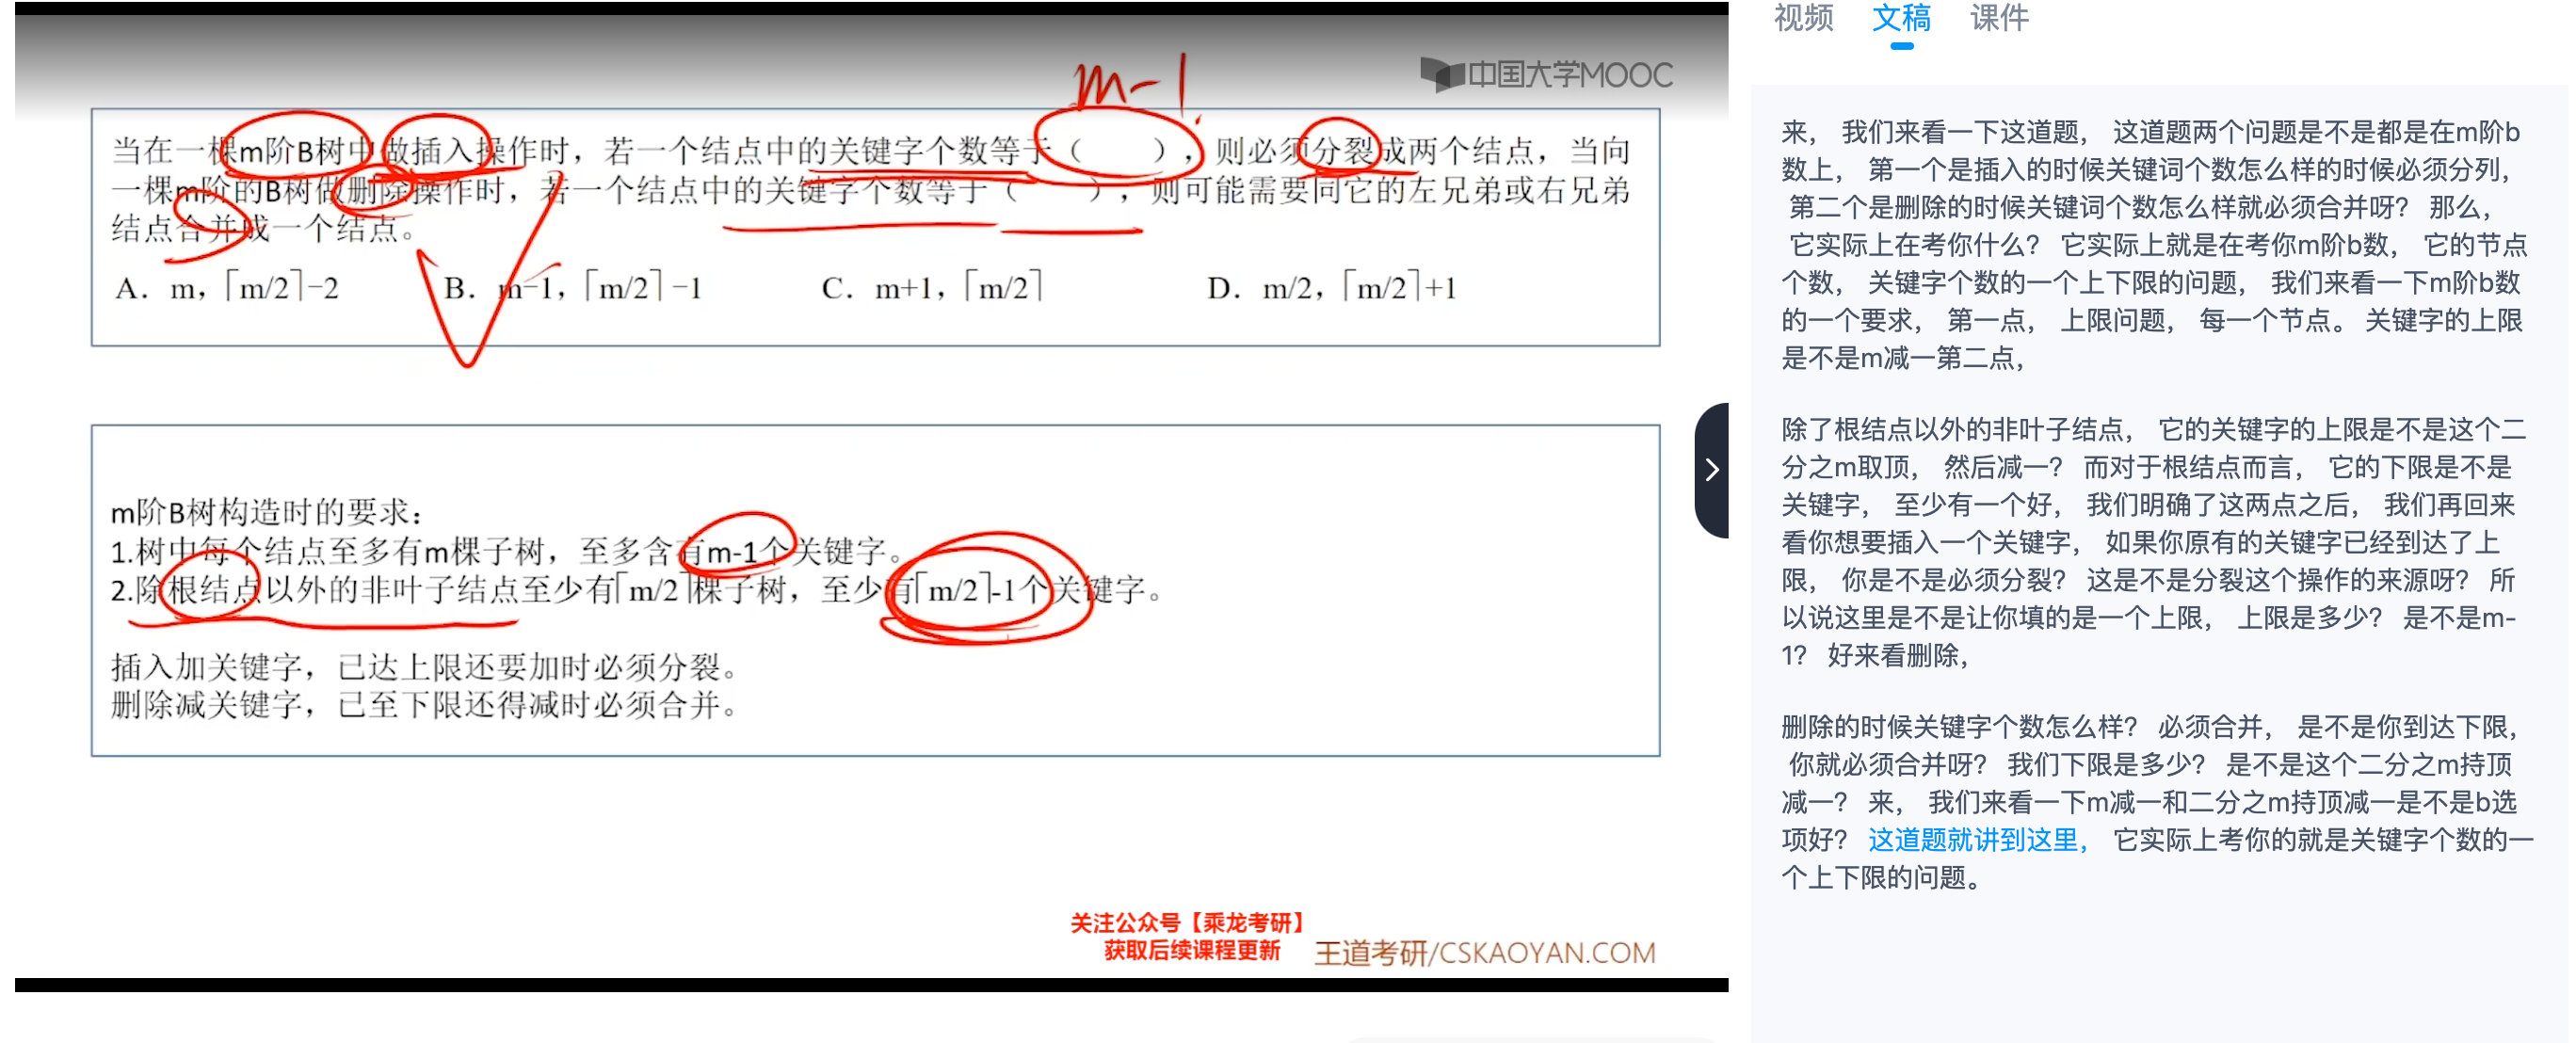 视频 文稿 课件
中国大学MOOC
m-1
当在一棵m阶B树中做插入操作时，若一个结点中的关键字个数等于（　　），则必须分裂成两个结点，当向
一棵m阶的B树做删除操作时，若一个结点中的关键字个数等于（　　），则可能需要同它的左兄弟或右兄弟
结点合并成一个结点。
A．m，⌈m/2⌉-2 B．m-1，⌈m/2⌉-1 C．m+1，⌈m/2⌉ D．m/2，⌈m/2⌉+1
m阶B树构造时的要求：
1.树中每个结点至多有m棵子树，至多含有m-1个关键字。
2.除根结点以外的非叶子结点至少有⌈m/2⌉棵子树，至少有⌈m/2⌉-1个关键字。
插入加关键字，已达上限还要加时必须分裂。
删除减关键字，已至下限还得减时必须合并。
关注公众号【乘龙考研】
获取后续课程更新
王道考研/CSKAOYAN.COM
来， 我们来看一下这道题， 这道题两个问题是不是都是在m阶b
数上， 第一个是插入的时候关键词个数怎么样的时候必须分列，
第二个是删除的时候关键词个数怎么样就必须合并呀？ 那么，
它实际上在考你什么？ 它实际上就是在考你m阶b数， 它的节点
个数， 关键字个数的一个上下限的问题， 我们来看一下m阶b数
的一个要求， 第一点， 上限问题， 每一个节点。 关键字的上限
是不是m减一第二点，
除了根结点以外的非叶子结点， 它的关键字的上限是不是这个二
分之m取顶， 然后减一？ 而对于根结点而言， 它的下限是不是
关键字， 至少有一个好， 我们明确了这两点之后， 我们再回来
看你想要插入一个关键字， 如果你原有的关键字已经到达了上
限， 你是不是必须分裂？ 这是不是分裂这个操作的来源呀？ 所
以说这里是不是让你填的是一个上限， 上限是多少？ 是不是m-
1？ 好来看删除，
删除的时候关键字个数怎么样？ 必须合并， 是不是你到达下限，
你就必须合并呀？ 我们下限是多少？ 是不是这个二分之m持顶
减一？ 来， 我们来看一下m减一和二分之m持顶减一是不是b选
项好？ 这道题就讲到这里， 它实际上考你的就是关键字个数的一
个上下限的问题。